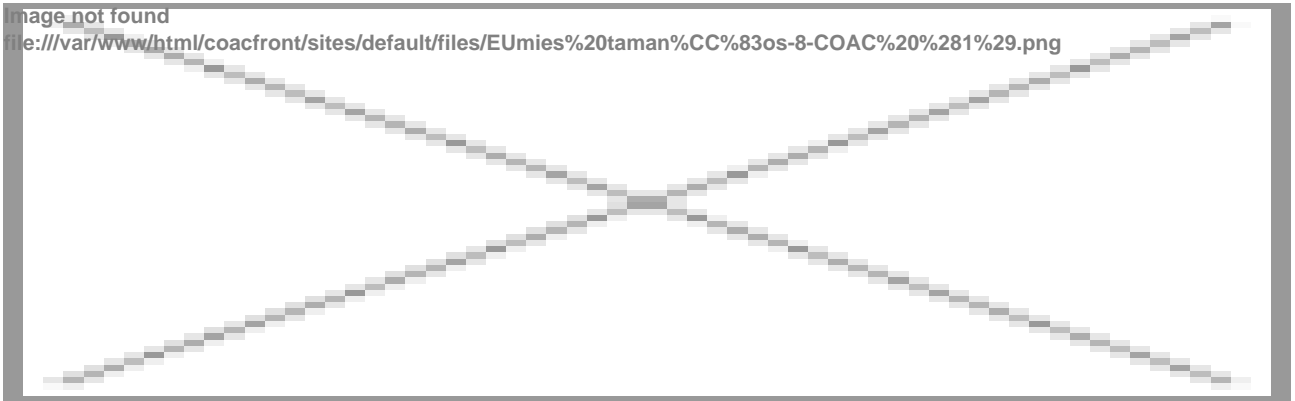 Image not found
file:///var/www/html/coacfront/sites/default/files/EUmies%20taman%CC%83os-8-COAC%20%281%29.png